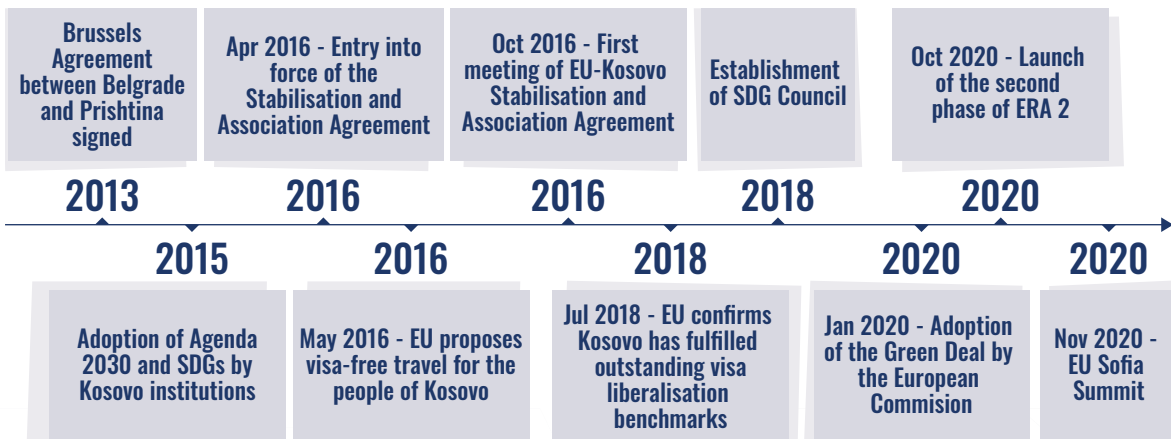 Brussels
Agreement
between Belgrade
and Prishtina
signed
Apr 2016 - Entry into
force of the
Stabilisation and
Association Agreement
Oct 2016 - First
meeting of EU-Kosovo
Stabilisation and
Association Agreement
Establishment
of SDG Council
Oct 2020 - Launch
of the second
phase of ERA 2
2013
2016
2016
2018
2020
2015
2016
2018
2020
2020
Adoption of Agenda
2030 and SDGs by
Kosovo institutions
May 2016 - EU proposes
visa-free travel for the
people of Kosovo
Jul 2018 - EU confirms
Kosovo has fulfilled
outstanding visa
liberalisation
benchmarks
Jan 2020 - Adoption
of the Green Deal by
the European
Commision
Nov 2020 -
EU Sofia
Summit